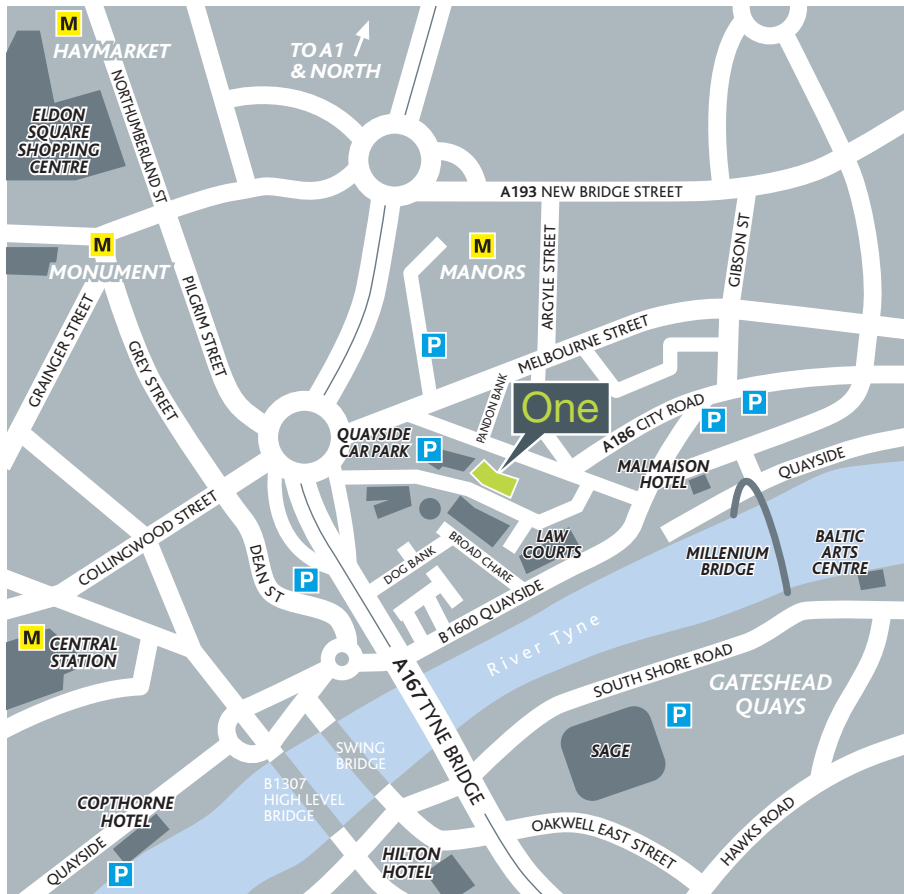 M
HAYMARKET
TO A1
& NORTH
NORTHUMBERLAND ST
ELDON
SQUARE
SHOPPING
CENTRE
A193 NEW BRIDGE STREET
M
MONUMENT
M
MANORS
ARGYLE STREET
GIBSON ST
GRAINGER STREET
GREY STREET
PILGRIM STREET
P
MELBOURNE STREET
PANDON BANK
One
A186 CITY ROAD
P
P
QUAYSIDE
CAR PARK
P
MALMAISON
HOTEL
QUAYSIDE
COLLINGWOOD STREET
DEAN ST
P
DOG BANK
BROAD CHARE
LAW
COURTS
MILLENIUM
BRIDGE
BALTIC
ARTS
CENTRE
B1600 QUAYSIDE
M
CENTRAL
STATION
River Tyne
A167 TYNE BRIDGE
SOUTH SHORE ROAD
GATESHEAD
QUAYS
P
SAGE
SWING
BRIDGE
B1307
HIGH LEVEL
BRIDGE
COPTHORNE
HOTEL
QUAYSIDE
P
HILTON
HOTEL
OAKWELL EAST STREET
HAWKS ROAD